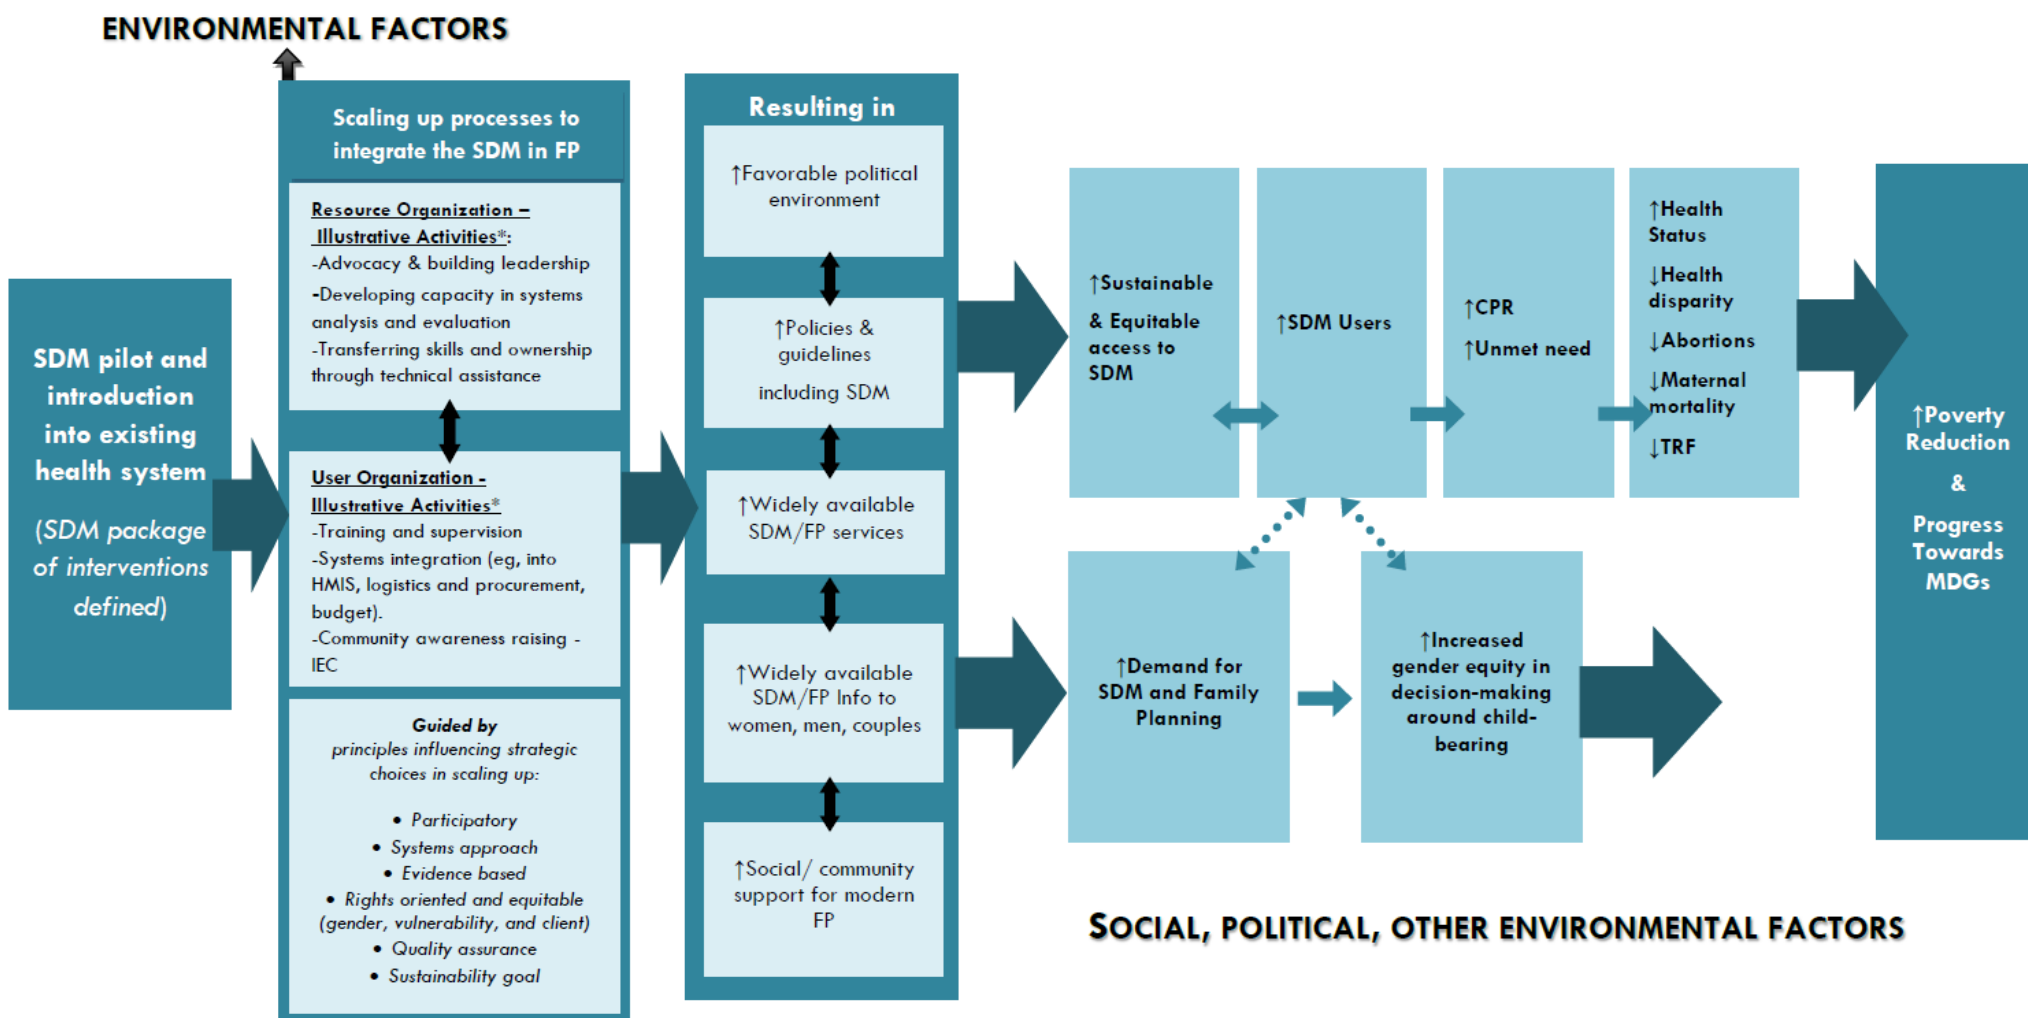 ENVIRONMENTAL FACTORS
SDM pilot and
introduction
into existing
health system
(SDM package
of interventions
defined)
Scaling up processes to
integrate the SDM in FP
Resource Organization –
Illustrative Activities*:
-Advocacy & building leadership
-Developing capacity in systems
analysis and evaluation
-Transferring skills and ownership
through technical assistance
User Organization -
Illustrative Activities*
-Training and supervision
-Systems integration (eg, into
HMIS, logistics and procurement,
budget).
-Community awareness raising -
IEC
Guided by
principles influencing strategic
choices in scaling up:
• Participatory
• Systems approach
• Evidence based
• Rights oriented and equitable
(gender, vulnerability, and client)
• Quality assurance
• Sustainability goal
Resulting in
↑Favorable political
environment
↑Policies &
guidelines
including SDM
↑Widely available
SDM/FP services
↑Widely available
SDM/FP Info to
women, men, couples
↑Social/ community
support for modern
FP
↑Sustainable
& Equitable
access to
SDM
↑SDM Users
↑CPR
↑Unmet need
↑Health
Status
↓Health
disparity
↓Abortions
↓Maternal
mortality
↓TRF
↑Demand for
SDM and Family
Planning
↑Increased
gender equity in
decision-making
around child-
bearing
↑Poverty
Reduction
&
Progress
Towards
MDGs
SOCIAL, POLITICAL, OTHER ENVIRONMENTAL FACTORS